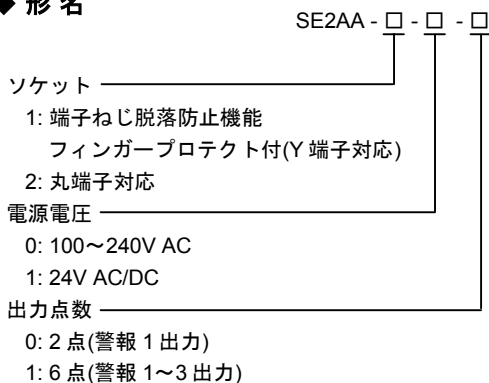 ◆ 形 名
SE2AA - □ - □ - □
ソケット
1: 端子ねじ脱落防止機能
フィンガープロテクト付(Y 端子対応)
2: 丸端子対応
電源電圧
0: 100～240V AC
1: 24V AC/DC
出力点数
0: 2 点(警報 1 出力)
1: 6 点(警報 1～3 出力)